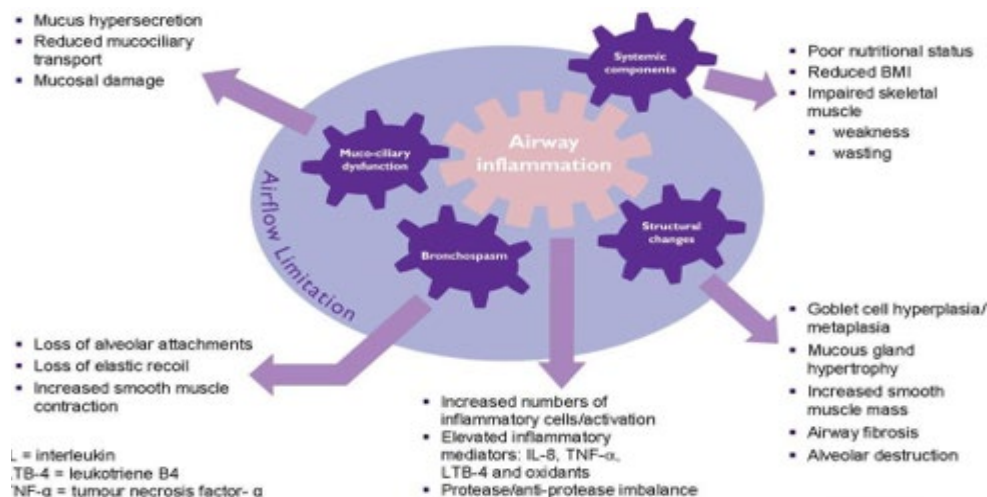 Mucus hypersecretion
Reduced mucociliary
transport
Mucosal damage
Systemic
components
Poor nutritional status
Reduced BMI
Impaired skeletal
muscle
weakness
wasting
Airway
inflammation
Muco-ciliary
dysfunction
Structural
changes
Bronchospasm
Airflow Limitation
Loss of alveolar attachments
Loss of elastic recoil
Increased smooth muscle
contraction
Increased numbers of
inflammatory cells/activation
Elevated inflammatory
mediators: IL-8, TNF-α,
LTB-4 and oxidants
Protease/anti-protease imbalance
Goblet cell hyperplasia/
metaplasia
Mucous gland
hypertrophy
Increased smooth
muscle mass
Airway fibrosis
Alveolar destruction
L = interleukin
LTB-4 = leukotriene B4
TNF-α = tumour necrosis factor- α